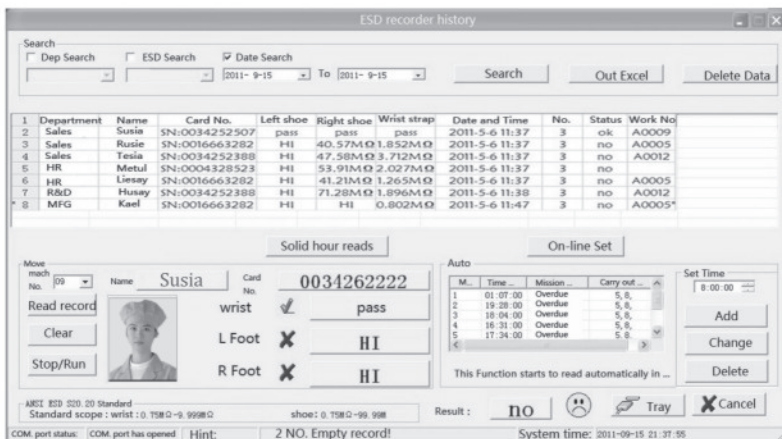 ESD recorder history
Search
Dep Search ESD Search Date Search
2011- 9-15 To 2011- 9-15 Search Out Excel Delete Data
1 Department Name Card No. Left shoe Right shoe Wrist strap Date and Time No. Status Work No
2 Sales Susia SN:0034252507 pass pass pass 2011-5-6 11:37 3 ok A0009
3 Sales Rusie SN:0016663282 HI 40.57MΩ 1.852MΩ 2011-5-6 11:37 3 no A0005
4 Sales Tesia SN:0034252388 HI 47.58MΩ 3.712MΩ 2011-5-6 11:37 3 no A0012
5 HR Metul SN:0004328523 HI 53.91MΩ 2.027MΩ 2011-5-6 11:37 3 no
6 HR Liesay SN:0016663282 HI 41.21MΩ 1.265MΩ 2011-5-6 11:37 3 no A0005
7 R&D Husay SN:0034252388 HI 71.28MΩ 1.896MΩ 2011-5-6 11:38 3 no A0012
* 8 MFG Kael SN:0016663282 HI HI 0.802MΩ 2011-5-6 11:47 3 no A0005*
Solid hour reads On-line Set
Move
mach No. 09 Name Susia Card No. 0034262222
Read record wrist pass
Clear L Foot HI
Stop/Run R Foot HI
Auto
M... Time ... Mission ... Carry out ...
1 01:07:00 Overdue 5, 8,
2 19:28:00 Overdue 5, 8,
3 18:04:00 Overdue 5, 8,
4 16:31:00 Overdue 5, 8,
5 17:34:00 Overdue 5, 8.
This Function starts to read automatically in ...
Set Time
8:00:00
Add
Change
Delete
ANSI ESD S20.20 Standard
Standard scope : wrist : 0.75MΩ-9.999MΩ shoe: 0.75MΩ-99.99M
Result : no Tray Cancel
COM. port status: COM. port has opened Hint: 2 NO. Empty record! System time: 2011-09-15 21:37:55